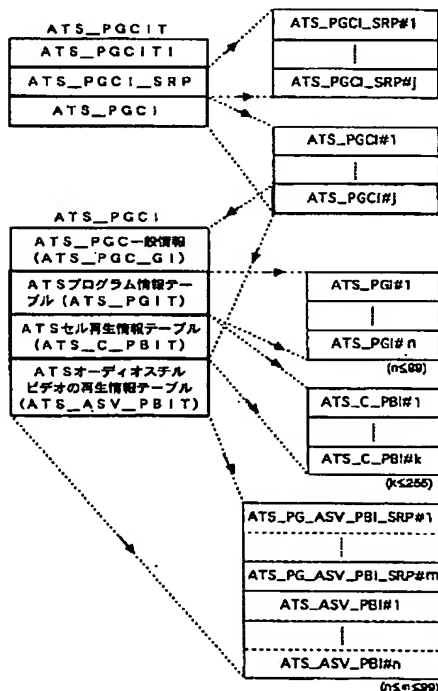 ATS_PGCIT
ATS_PGCITI
ATS_PGCI_SRP
ATS_PGCI
ATS_PGCI_SRP#1
ATS_PGCI_SRP#j
ATS_PGCI#1
ATS_PGCI#j
ATS_PGCI
ATS_PGC一般情報
(ATS_PGC_GI)
ATSプログラム情報テー
ブル(ATS_PGIT)
ATSセル再生情報テーブル
(ATS_C_PBIT)
ATSオーディオスチル
ビデオの再生情報テーブル
(ATS_ASV_PBIT)
ATS_PGI#1
ATS_PGI#n
(n≤99)
ATS_C_PBI#1
ATS_C_PBI#k
(k≤255)
ATS_PG_ASV_PBI_SRP#1
ATS_PG_ASV_PBI_SRP#m
ATS_ASV_PBI#1
ATS_ASV_PBI#n